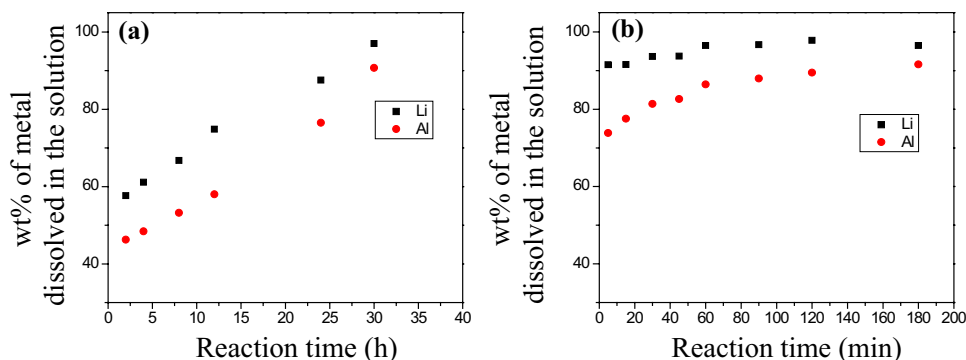 (a)
wt% of metal
dissolved in the solution
100
80
60
40
Li
Al
0 5 10 15 20 25 30 35 40
Reaction time (h)
(b)
wt% of metal
dissolved in the solution
100
80
60
40
Li
Al
0 20 40 60 80 100 120 140 160 180 200
Reaction time (min)